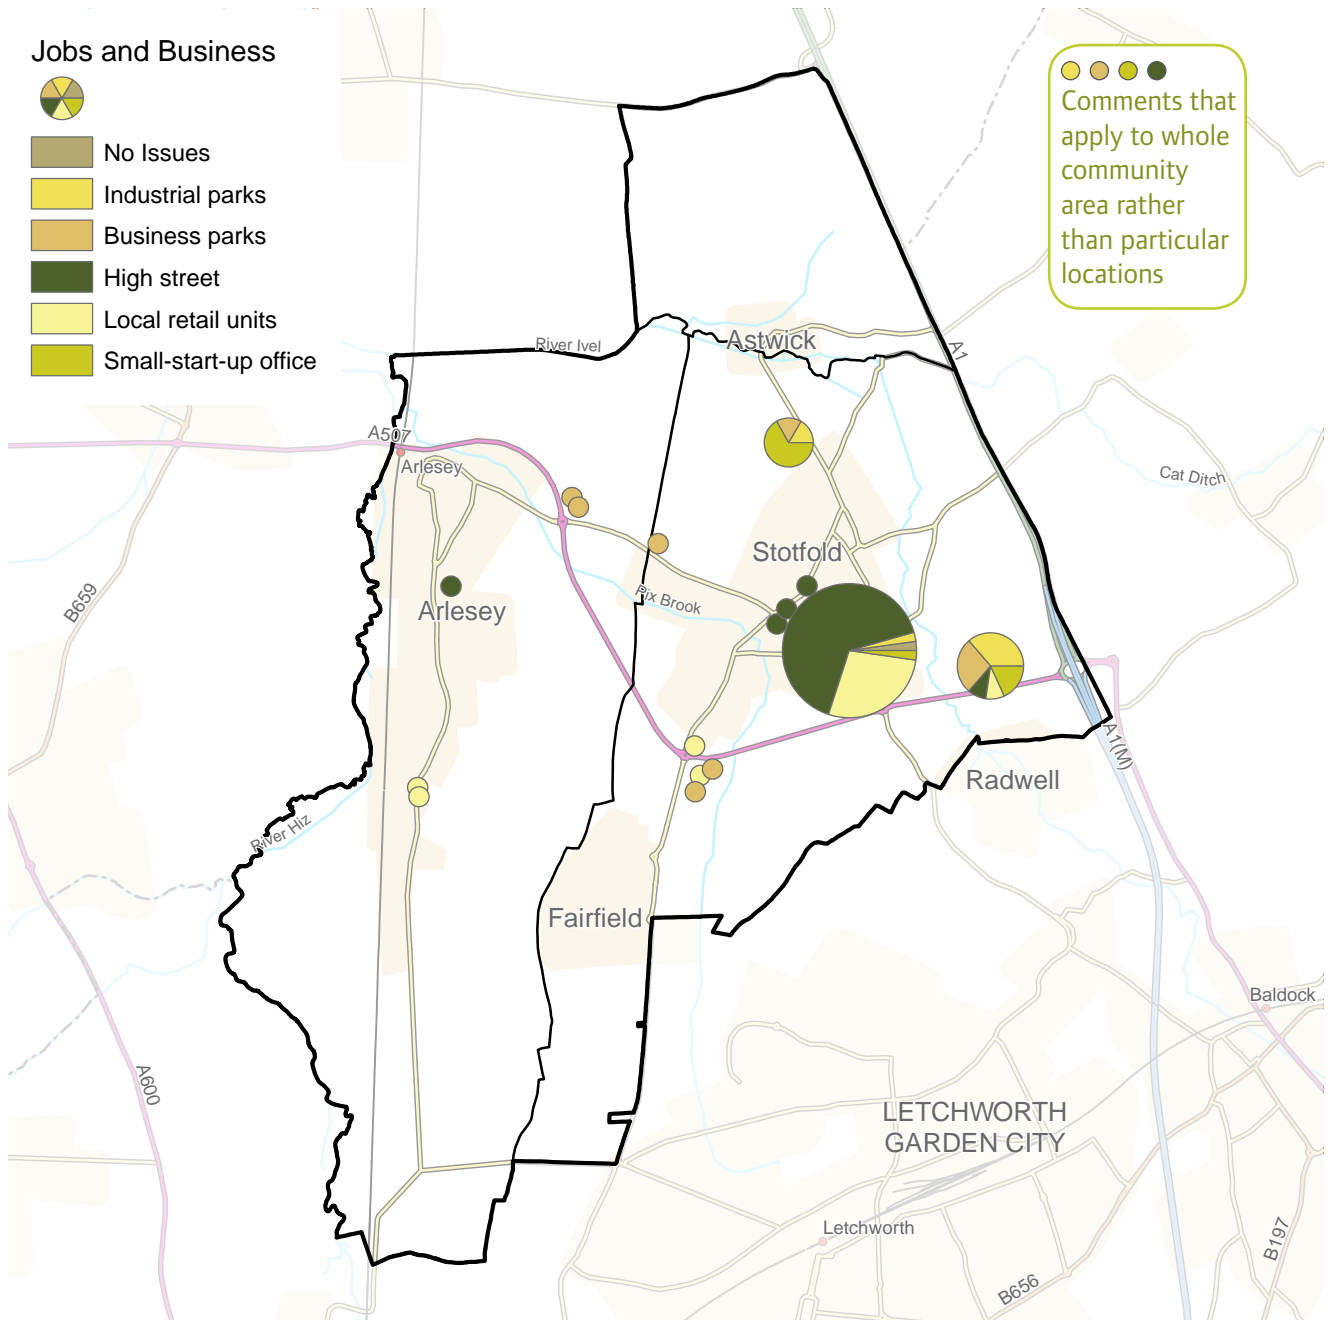 Jobs and Business
No Issues
Industrial parks
Business parks
High street
Local retail units
Small-start-up office
Comments that
apply to whole
community
area rather
than particular
locations
River Ivel
Astwick
A1
A507
Arlesey
Cat Ditch
Stotfold
B659
Pix Brook
Arlesey
A1(M)
Radwell
River Hiz
Fairfield
Baldock
A600
LETCHWORTH
GARDEN CITY
Letchworth
B197
B656